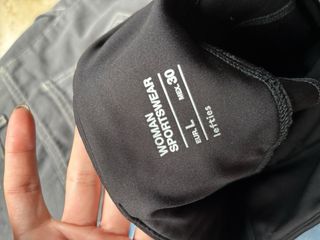 WOMAN
SPORTSWEAR
EUR. L
MEX. 30
lefties